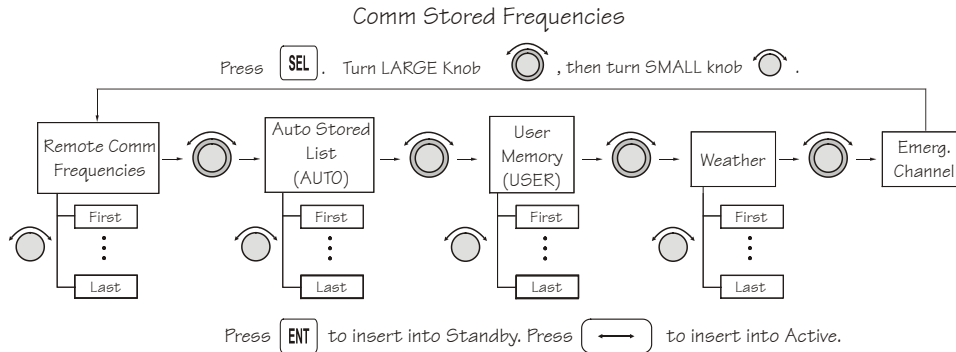 Comm Stored Frequencies
Press SEL. Turn LARGE Knob , then turn SMALL knob .
Remote Comm
Frequencies
Auto Stored
List
(AUTO)
User
Memory
(USER)
Weather
Emerg.
Channel
First
Last
First
Last
First
Last
First
Last
Press ENT to insert into Standby. Press to insert into Active.